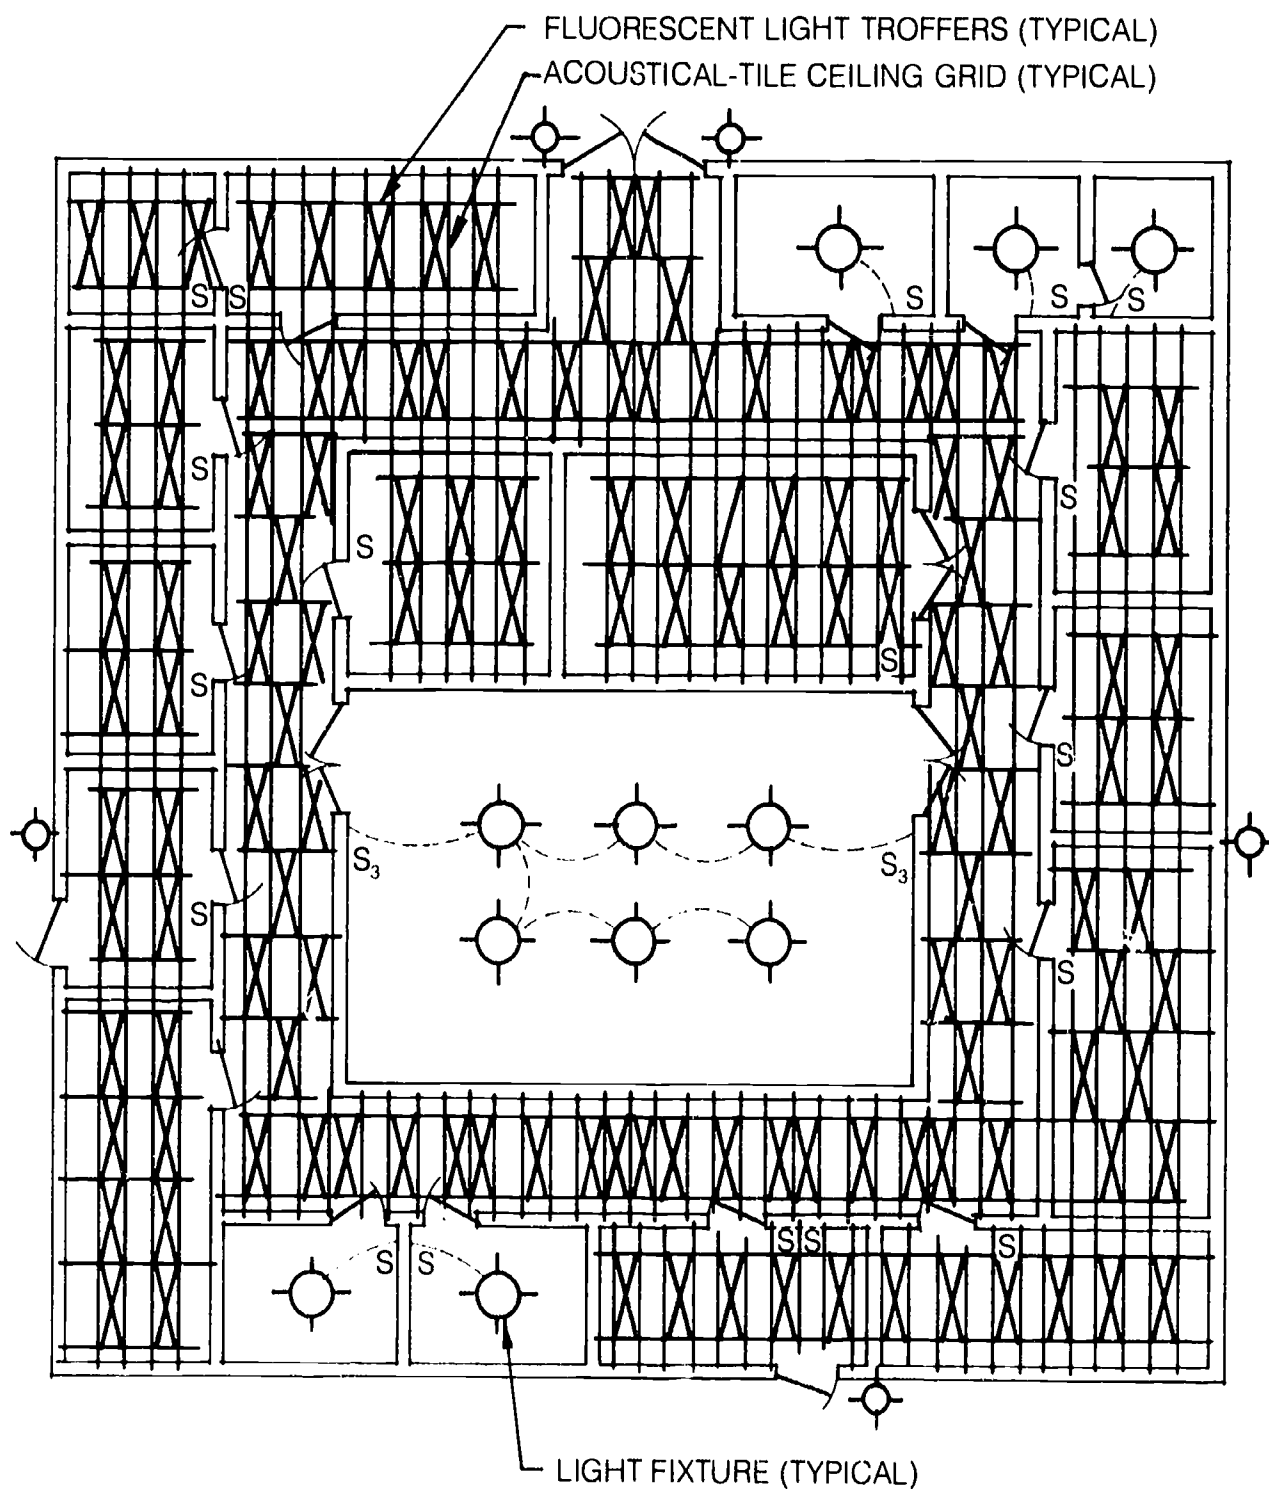 FLUORESCENT LIGHT TROFFERS (TYPICAL)
ACOUSTICAL-TILE CEILING GRID (TYPICAL)
S S S S S
S
S
S
S
S
S
S
S₃ S₃
S
S
S S S S S
LIGHT FIXTURE (TYPICAL)